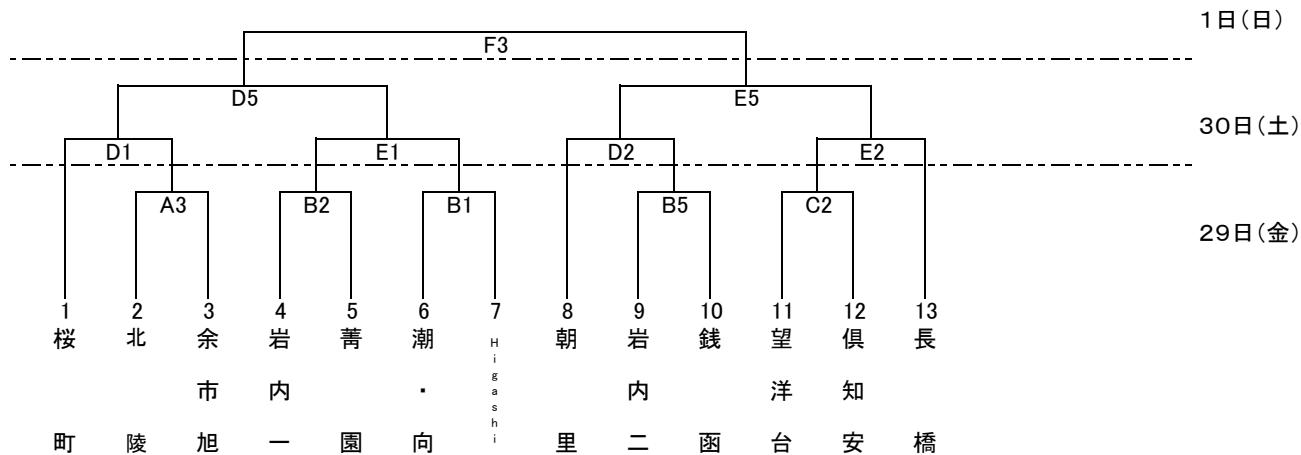 1日(日)
F3
D5 E5
30日(土)
D1 E1 D2 E2
A3 B2 B1 B5 C2
29日(金)
1 2 3 4 5 6 7 8 9 10 11 12 13
桜町
北陵
余市旭
岩内一
菁園
潮・向
Higashi
朝里
岩内二
銭函
望洋台
倶知安
長橋